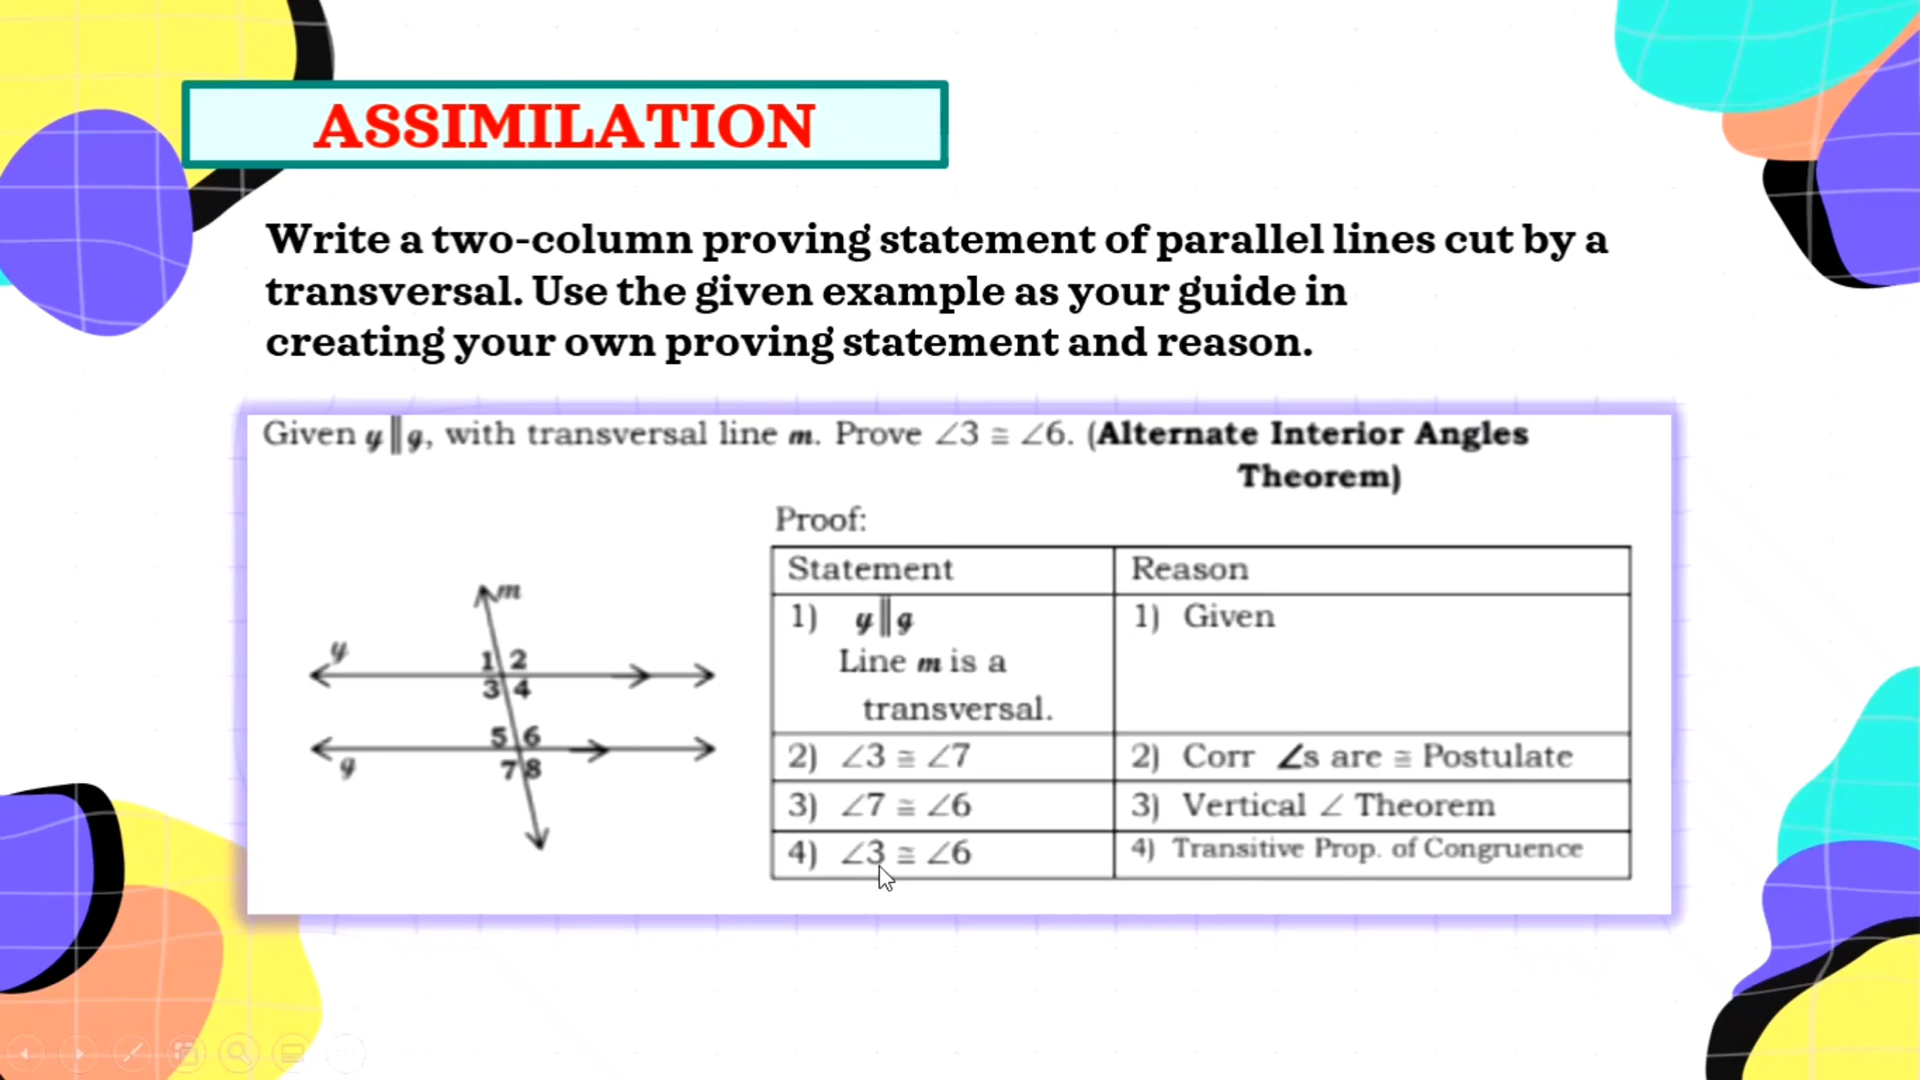 ASSIMILATION
Write a two-column proving statement of parallel lines cut by a
transversal. Use the given example as your guide in
creating your own proving statement and reason.
Given y∥g, with transversal line m. Prove ∠3 ≅ ∠6. (Alternate Interior Angles
Theorem)
Proof:
Statement Reason
1) y∥g 1) Given
Line m is a
transversal.
2) ∠3 ≅ ∠7 2) Corr ∠s are ≅ Postulate
3) ∠7 ≅ ∠6 3) Vertical ∠ Theorem
4) ∠3 ≅ ∠6 4) Transitive Prop. of Congruence
m
y
1 2
3 4
5 6
g
7 8